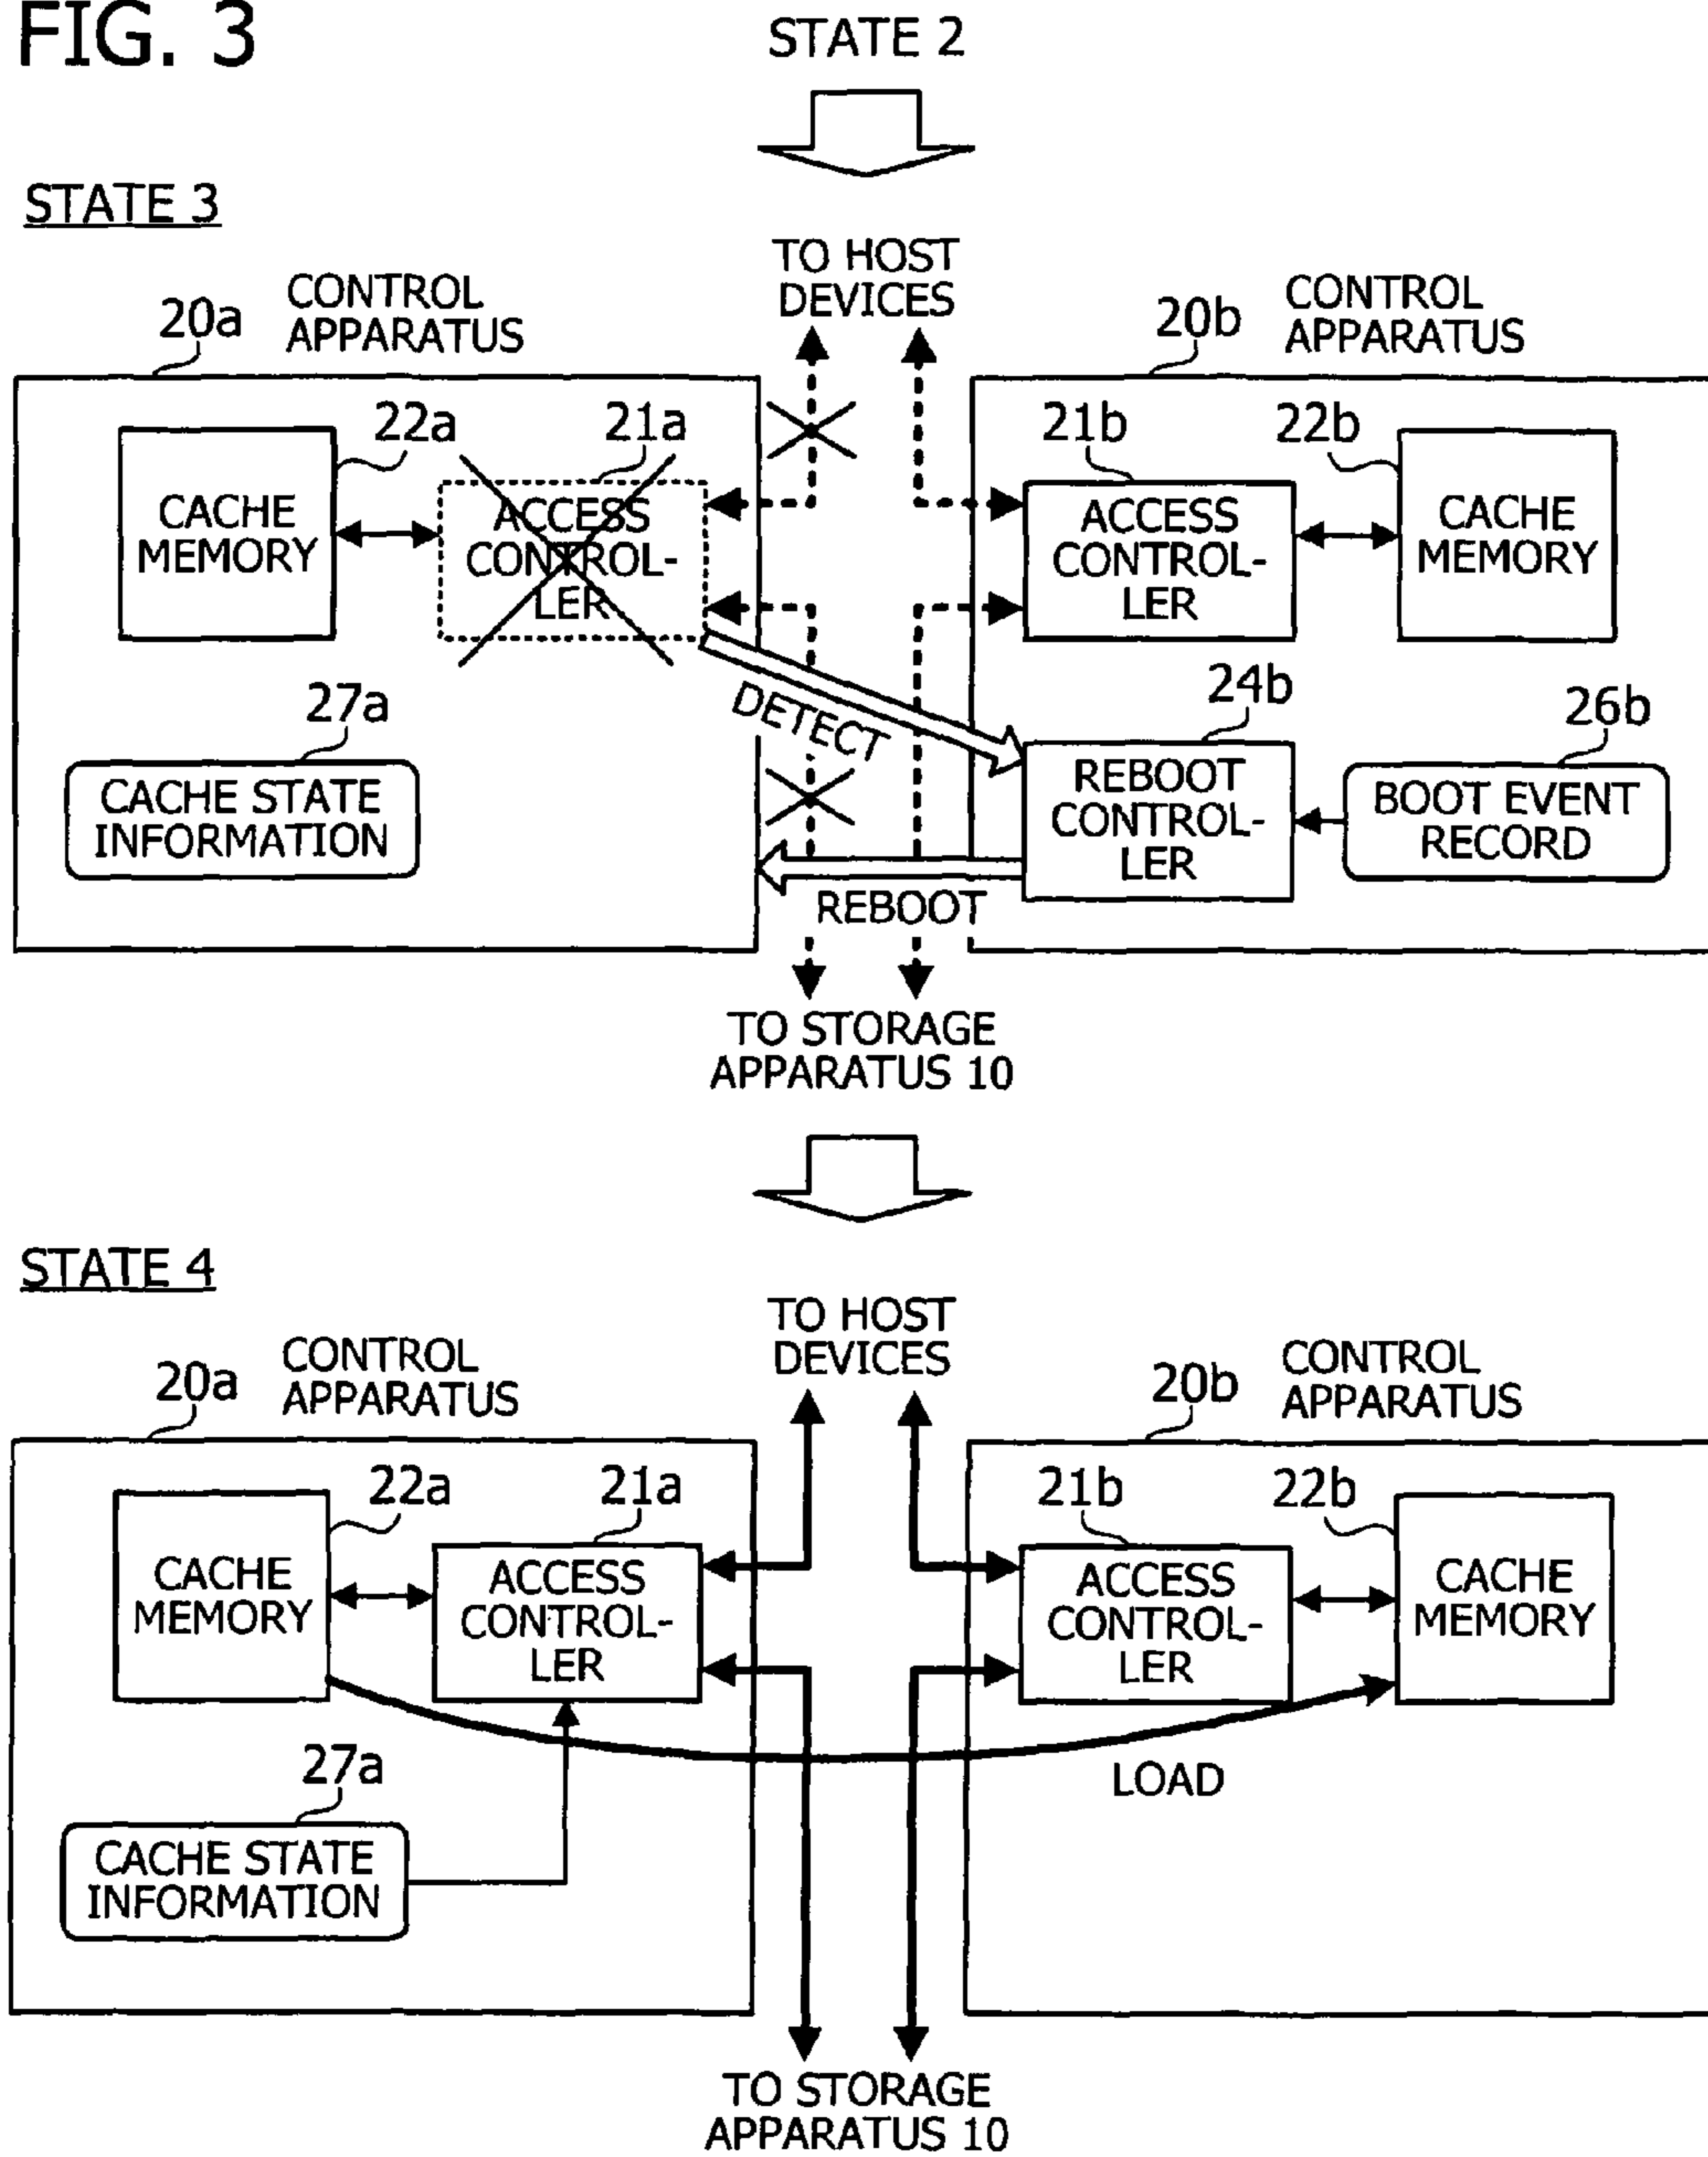 FIG. 3
STATE 2
STATE 3
TO HOST
DEVICES
20a
CONTROL
APPARATUS
20b
CONTROL
APPARATUS
22a
21a
21b
22b
CACHE
MEMORY
ACCESS
CONTROL-
LER
ACCESS
CONTROL-
LER
CACHE
MEMORY
27a
DETECT
24b
26b
CACHE STATE
INFORMATION
REBOOT
CONTROL-
LER
BOOT EVENT
RECORD
REBOOT
TO STORAGE
APPARATUS 10
STATE 4
TO HOST
DEVICES
20a
CONTROL
APPARATUS
20b
CONTROL
APPARATUS
22a
21a
21b
22b
CACHE
MEMORY
ACCESS
CONTROL-
LER
ACCESS
CONTROL-
LER
CACHE
MEMORY
27a
LOAD
CACHE STATE
INFORMATION
TO STORAGE
APPARATUS 10